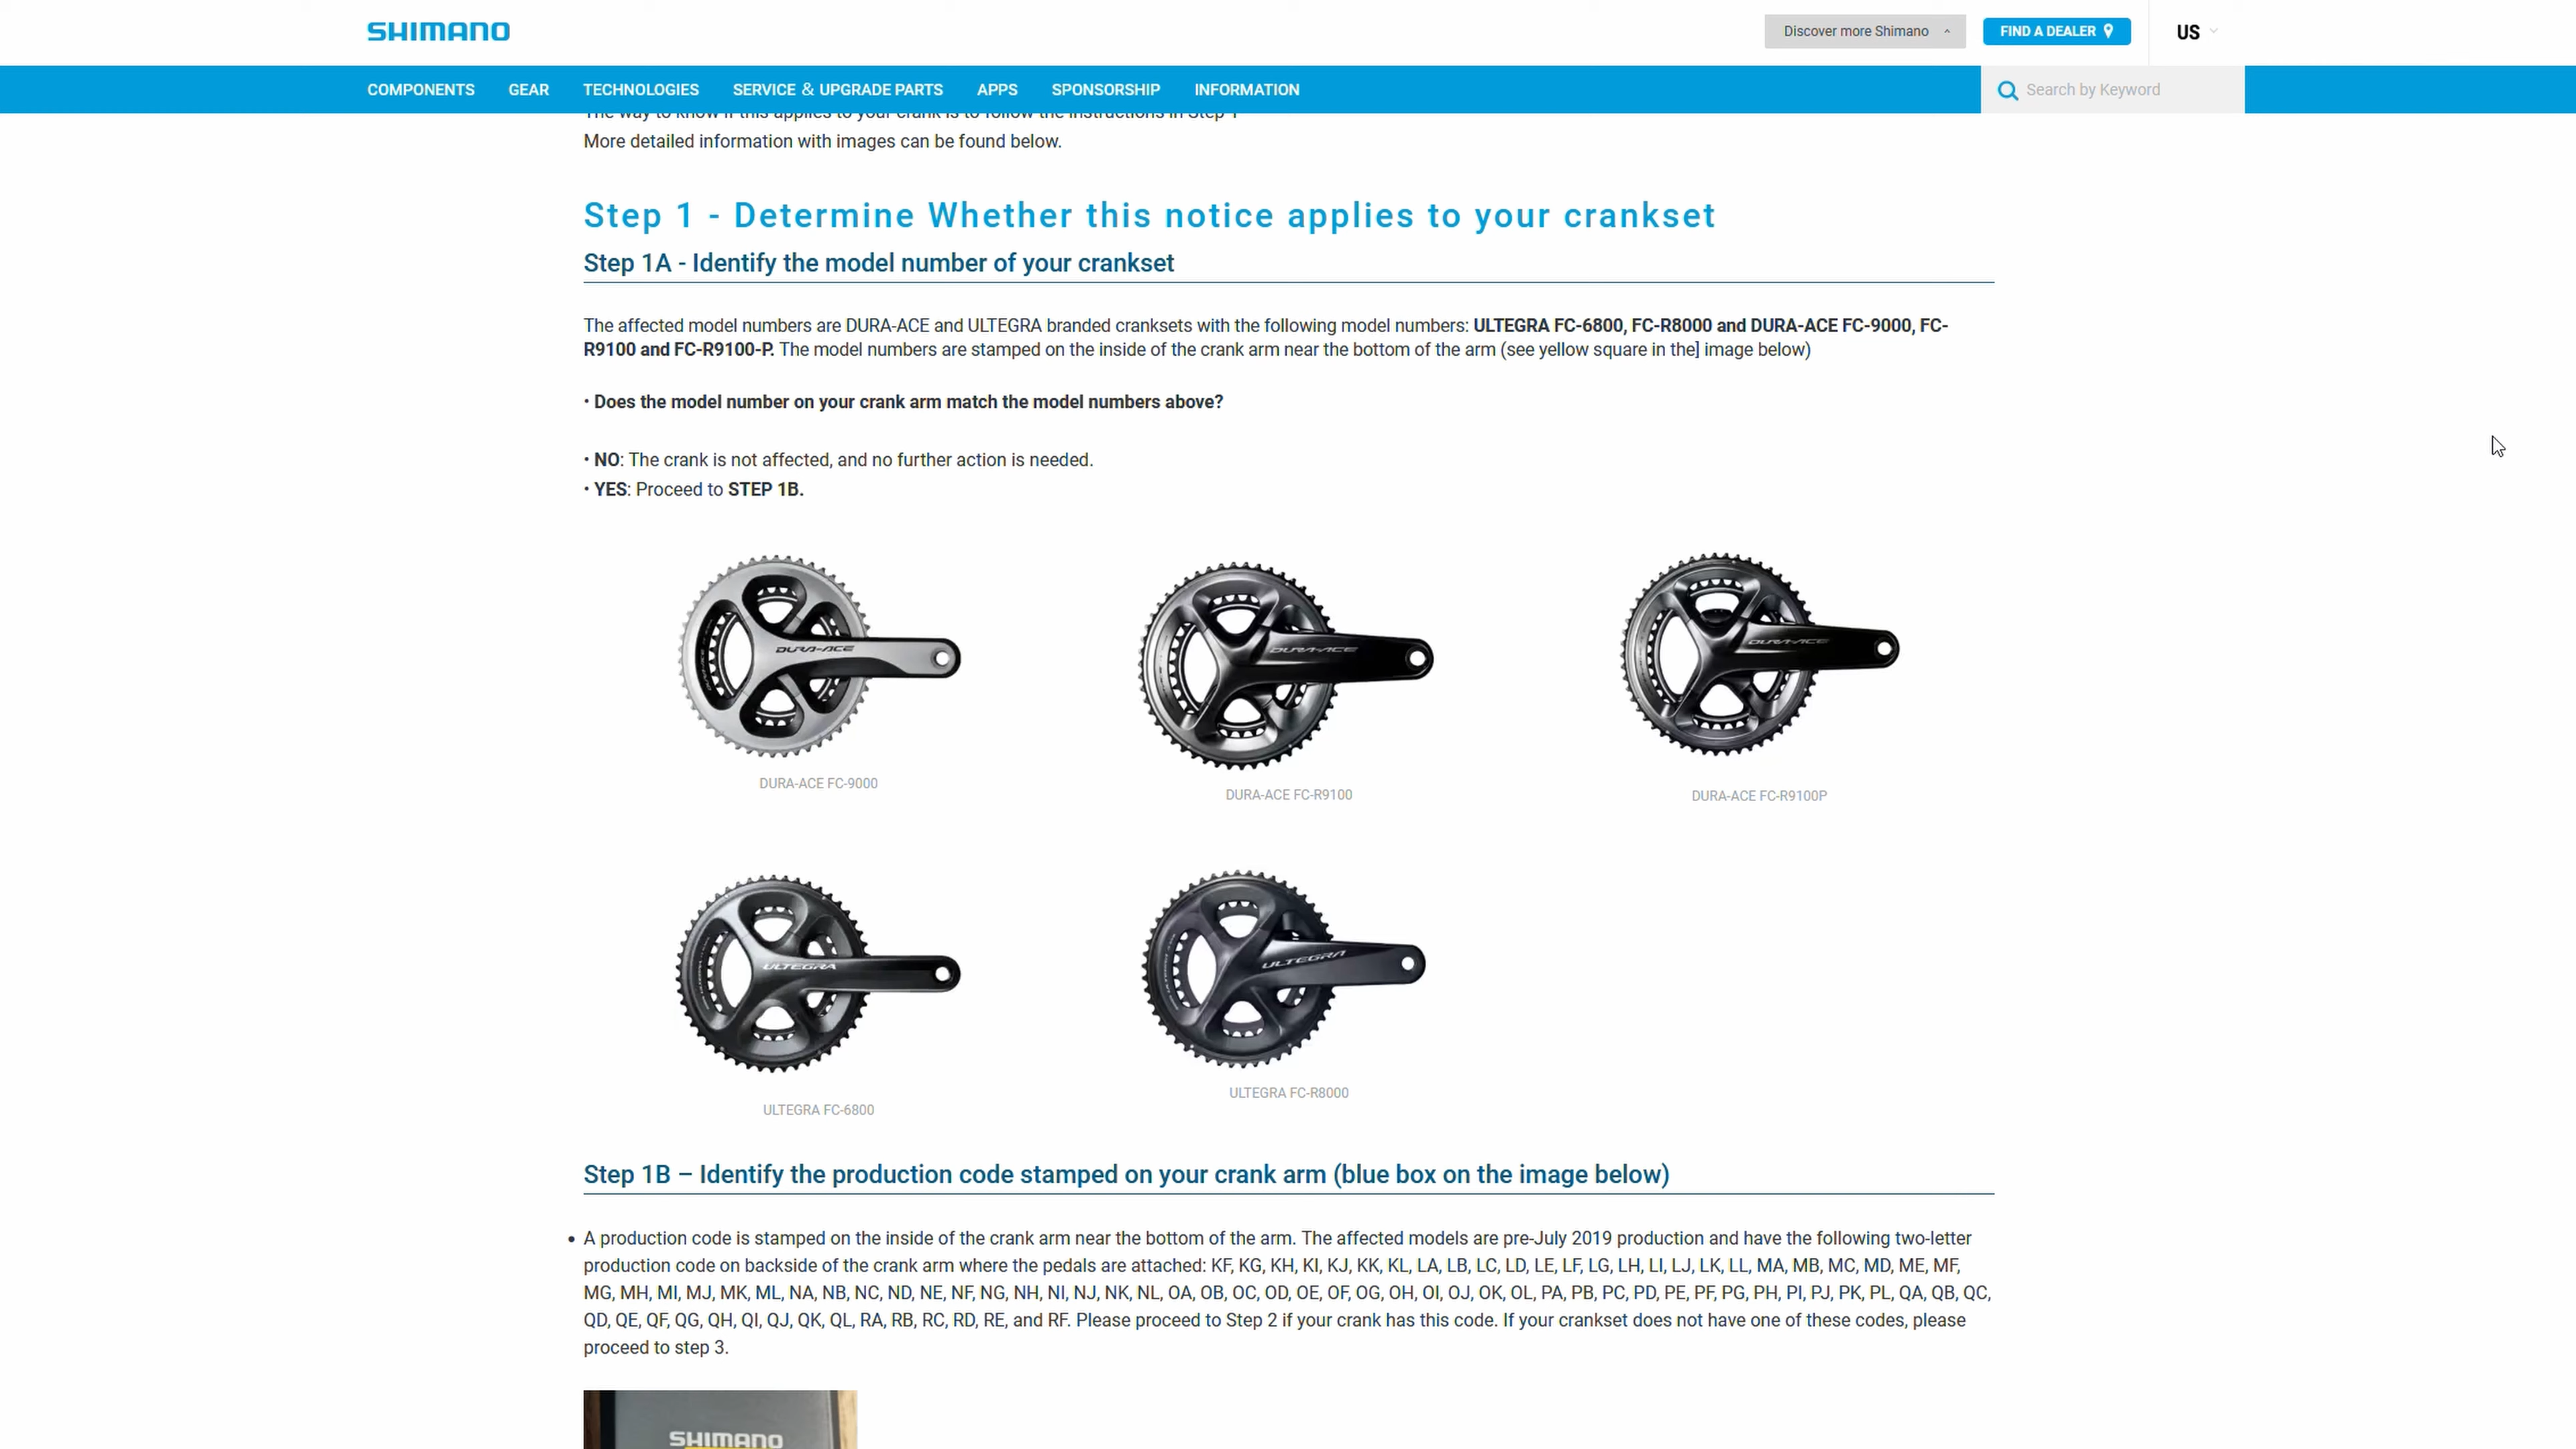 SHIMANO
Discover more Shimano
FIND A DEALER
US
COMPONENTS GEAR TECHNOLOGIES SERVICE & UPGRADE PARTS APPS SPONSORSHIP INFORMATION
Search by Keyword
The way to know if this applies to your crank is to follow the instructions in Step 1
More detailed information with images can be found below.
Step 1 - Determine Whether this notice applies to your crankset
Step 1A - Identify the model number of your crankset
The affected model numbers are DURA-ACE and ULTEGRA branded cranksets with the following model numbers: ULTEGRA FC-6800, FC-R8000 and DURA-ACE FC-9000, FC-
R9100 and FC-R9100-P. The model numbers are stamped on the inside of the crank arm near the bottom of the arm (see yellow square in the] image below)
• Does the model number on your crank arm match the model numbers above?
• NO: The crank is not affected, and no further action is needed.
• YES: Proceed to STEP 1B.
DURA-ACE
DURA-ACE
DURA-ACE
DURA-ACE FC-9000
DURA-ACE FC-R9100
DURA-ACE FC-R9100P
ULTEGRA
ULTEGRA
ULTEGRA FC-6800
ULTEGRA FC-R8000
Step 1B – Identify the production code stamped on your crank arm (blue box on the image below)
• A production code is stamped on the inside of the crank arm near the bottom of the arm. The affected models are pre-July 2019 production and have the following two-letter
production code on backside of the crank arm where the pedals are attached: KF, KG, KH, KI, KJ, KK, KL, LA, LB, LC, LD, LE, LF, LG, LH, LI, LJ, LK, LL, MA, MB, MC, MD, ME, MF,
MG, MH, MI, MJ, MK, ML, NA, NB, NC, ND, NE, NF, NG, NH, NI, NJ, NK, NL, OA, OB, OC, OD, OE, OF, OG, OH, OI, OJ, OK, OL, PA, PB, PC, PD, PE, PF, PG, PH, PI, PJ, PK, PL, QA, QB, QC,
QD, QE, QF, QG, QH, QI, QJ, QK, QL, RA, RB, RC, RD, RE, and RF. Please proceed to Step 2 if your crank has this code. If your crankset does not have one of these codes, please
proceed to step 3.
SHIMANO